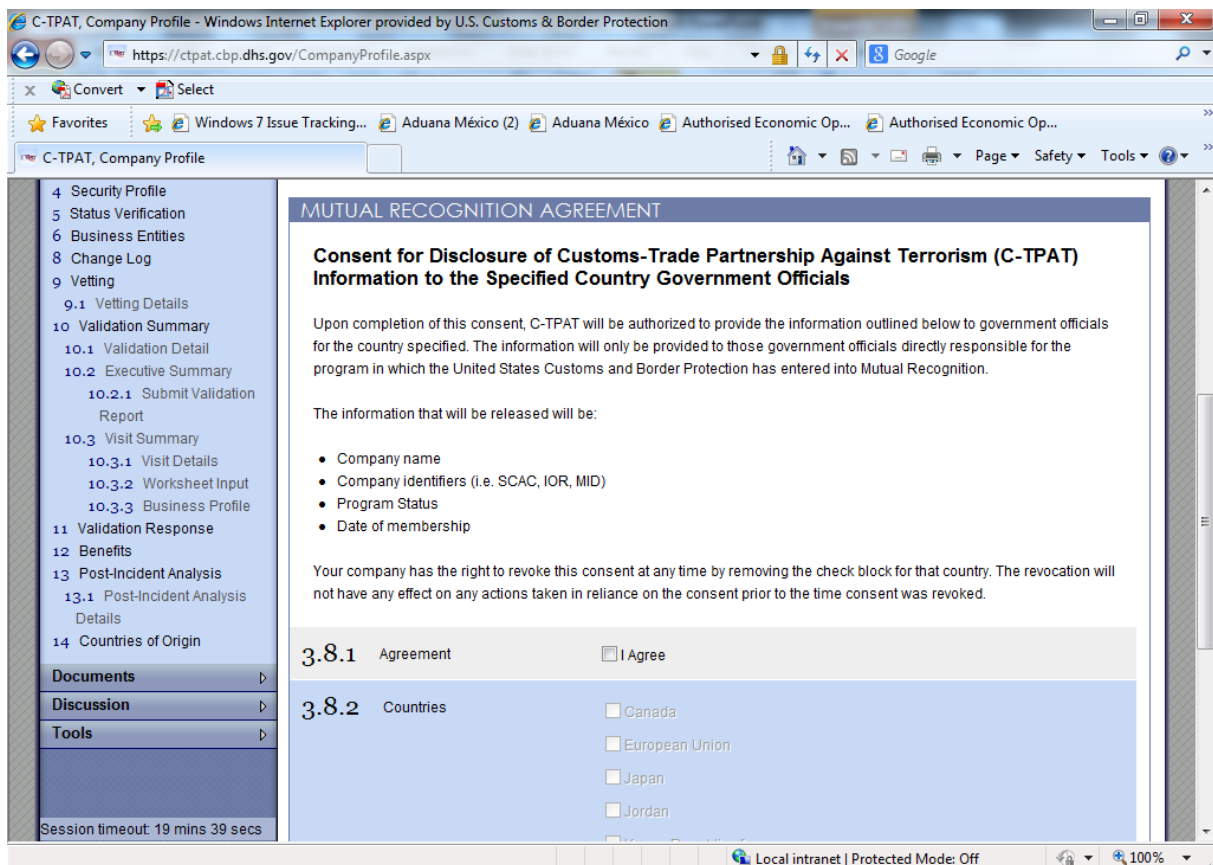 C-TPAT, Company Profile - Windows Internet Explorer provided by U.S. Customs & Border Protection
https://ctpat.cbp.dhs.gov/CompanyProfile.aspx
Google
x Convert Select
Favorites Windows 7 Issue Tracking... Aduana México (2) Aduana México Authorised Economic Op... Authorised Economic Op...
C-TPAT, Company Profile
Page Safety Tools
4 Security Profile
5 Status Verification
6 Business Entities
8 Change Log
9 Vetting
9.1 Vetting Details
10 Validation Summary
10.1 Validation Detail
10.2 Executive Summary
10.2.1 Submit Validation
Report
10.3 Visit Summary
10.3.1 Visit Details
10.3.2 Worksheet Input
10.3.3 Business Profile
11 Validation Response
12 Benefits
13 Post-Incident Analysis
13.1 Post-Incident Analysis
Details
14 Countries of Origin
Documents
Discussion
Tools
Session timeout: 19 mins 39 secs
MUTUAL RECOGNITION AGREEMENT
Consent for Disclosure of Customs-Trade Partnership Against Terrorism (C-TPAT)
Information to the Specified Country Government Officials
Upon completion of this consent, C-TPAT will be authorized to provide the information outlined below to government officials
for the country specified. The information will only be provided to those government officials directly responsible for the
program in which the United States Customs and Border Protection has entered into Mutual Recognition.
The information that will be released will be:
• Company name
• Company identifiers (i.e. SCAC, IOR, MID)
• Program Status
• Date of membership
Your company has the right to revoke this consent at any time by removing the check block for that country. The revocation will
not have any effect on any actions taken in reliance on the consent prior to the time consent was revoked.
3.8.1 Agreement I Agree
3.8.2 Countries Canada
European Union
Japan
Jordan
Local intranet | Protected Mode: Off 100%